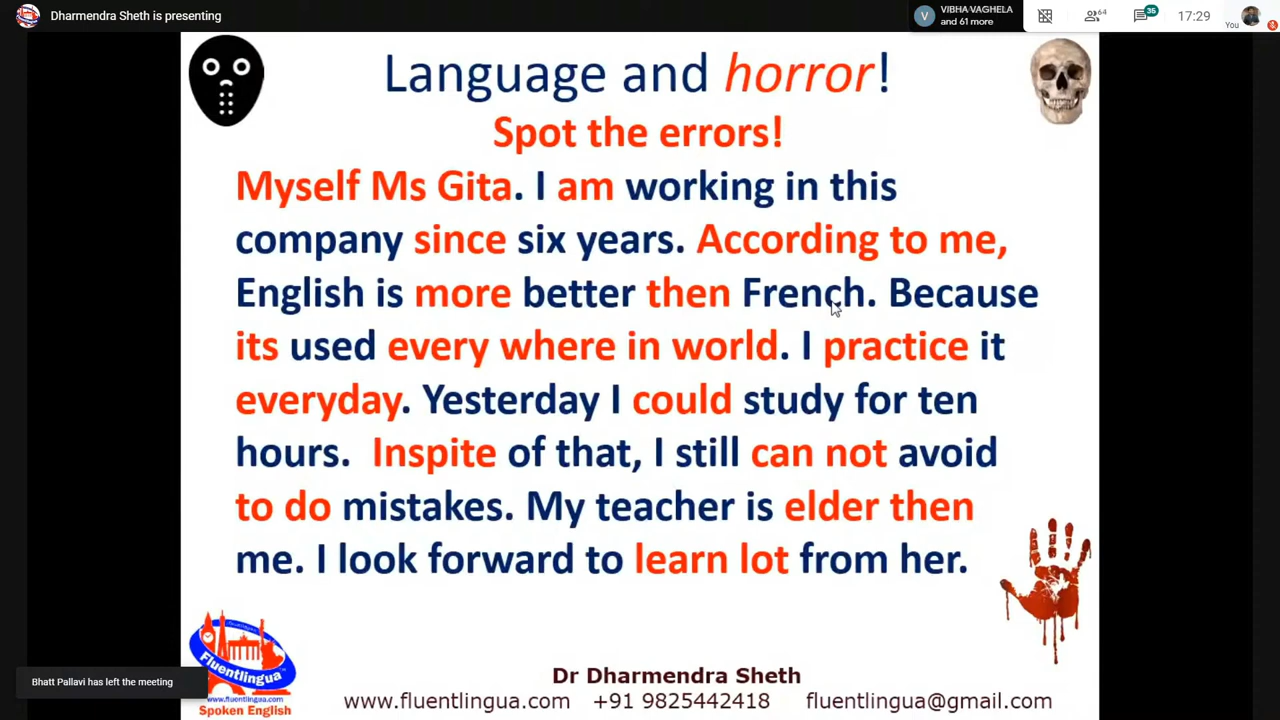 Dharmendra Sheth is presenting
V
VIBHA VAGHELA
and 61 more
64
35
17:29
You
Language and horror!
Spot the errors!
Myself Ms Gita. I am working in this
company since six years. According to me,
English is more better then French. Because
its used every where in world. I practice it
everyday. Yesterday I could study for ten
hours. Inspite of that, I still can not avoid
to do mistakes. My teacher is elder then
me. I look forward to learn lot from her.
Fluentlingua
www.fluentlingua.com
Spoken English
Bhatt Pallavi has left the meeting
Dr Dharmendra Sheth
www.fluentlingua.com +91 9825442418 fluentlingua@gmail.com